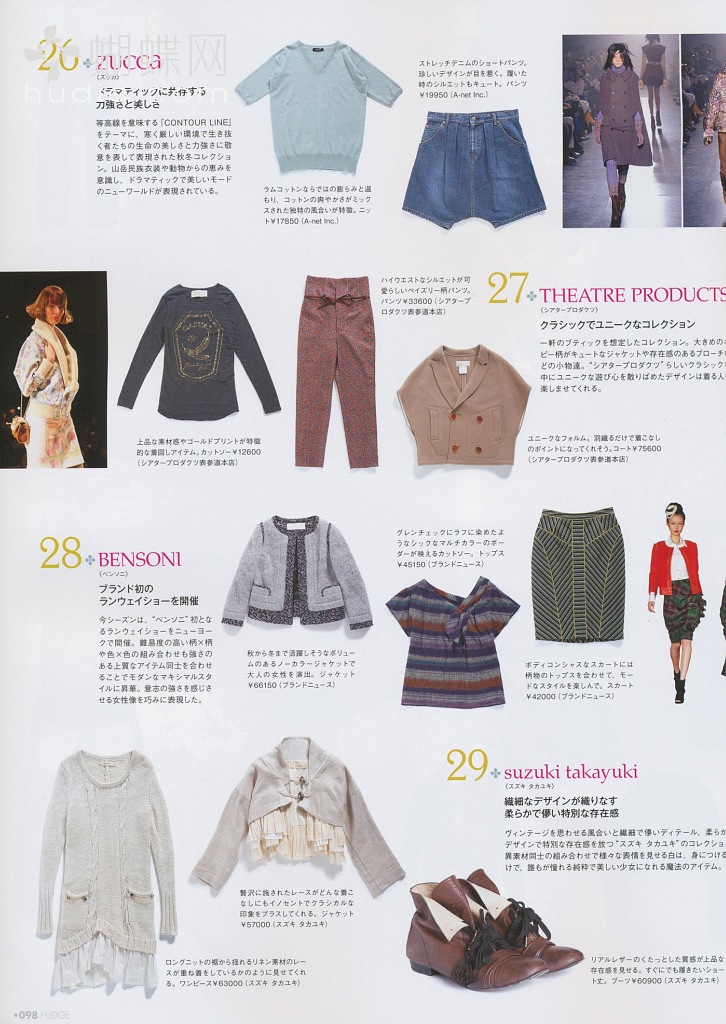 26 zucca
（ズッカ）
蝴蝶网
ドラマティックに共存する
力強さと美しさ
等高線を意味する「CONTOUR LINE」
をテーマに、寒く厳しい環境で生き抜
く者たちの生命の美しさと力強さに敬
意を表して表現された秋冬コレクショ
ン。山岳民族衣装や動物からの恵みを
意識し、ドラマティックで美しいモード
のニューワールドが表現されている。
ラムコットンならではの膨らみと温
もり、コットンの爽やかさがミック
スされた独特の風合いが特徴。ニッ
ト¥17850（A-net Inc.）
ストレッチデニムのショートパンツ。
珍しいデザインが目を惹く。履いた
時のシルエットもキュート。パンツ
¥19950（A-net Inc.）
27 THEATRE PRODUCTS
（シアタープロダクツ）
クラシックでユニークなコレクション
一軒のブティックを想定したコレクション。大きめの
ピー柄がキュートなジャケットや存在感のあるブローチ
どの小物達。“シアタープロダクツ”らしいクラシック
中にユニークな遊び心を散りばめたデザインは着る人
楽しませてくれる。
上品な素材感やゴールドプリントが特徴
的な着回しアイテム。カットソー¥12600
（シアタープロダクツ表参道本店）
ハイウエストなシルエットが可
愛らしいペイズリー柄パンツ。
パンツ¥33600（シアタープ
ロダクツ表参道本店）
ユニークなフォルム。羽織るだけで着こなし
のポイントになってくれそう。コート¥75600
（シアタープロダクツ表参道本店）
28 BENSONI
（ベンソニ）
ブランド初の
ランウェイショーを開催
今シーズンは、“ベンソニ”初とな
るランウェイショーをニューヨー
クで開催。難易度の高い柄×柄
や色×色の組み合わせも強さの
ある上質なアイテム同士を合わせ
ることでモダンなマキシマルスタ
イルに昇華。意志の強さを感じさ
せる女性像を巧みに表現した。
秋から冬まで活躍しそうなボリュー
ムのあるノーカラージャケットで
大人の女性を演出。ジャケット
¥66150（ブランドニュース）
グレンチェックにラフに染めたよ
うなシックなマルチカラーのボー
ダーが映えるカットソー。トップス
¥45150（ブランドニュース）
ボディコンシャスなスカートには
柄物のトップスを合わせて、モー
ドなスタイルを楽しんで。スカート
¥42000（ブランドニュース）
29 suzuki takayuki
（スズキ タカユキ）
繊細なデザインが織りなす
柔らかで儚い特別な存在感
ヴィンテージを思わせる風合いと繊細で儚いディテール、柔らか
デザインで特別な存在感を放つ“スズキ タカユキ”のコレクショ
異素材同士の組み合わせで様々な表情を見せる白は、身につける
けで、誰もが憧れる純粋で美しい少女になれる魔法のアイテム。
贅沢に施されたレースがどんな着こ
なしにもイノセントでクラシカルな
印象をプラスしてくれる。ジャケット
¥57000（スズキ タカユキ）
ロングニットの裾から揺れるリネン素材のレー
スが重ね着をしているかのように見せてくれ
る。ワンピース¥63000（スズキ タカユキ）
リアルレザーのくたっとした質感が上品な
存在感を見せる。すぐにでも履きたいショー
ト丈。ブーツ¥60900（スズキ タカユキ）
098 FUDGE